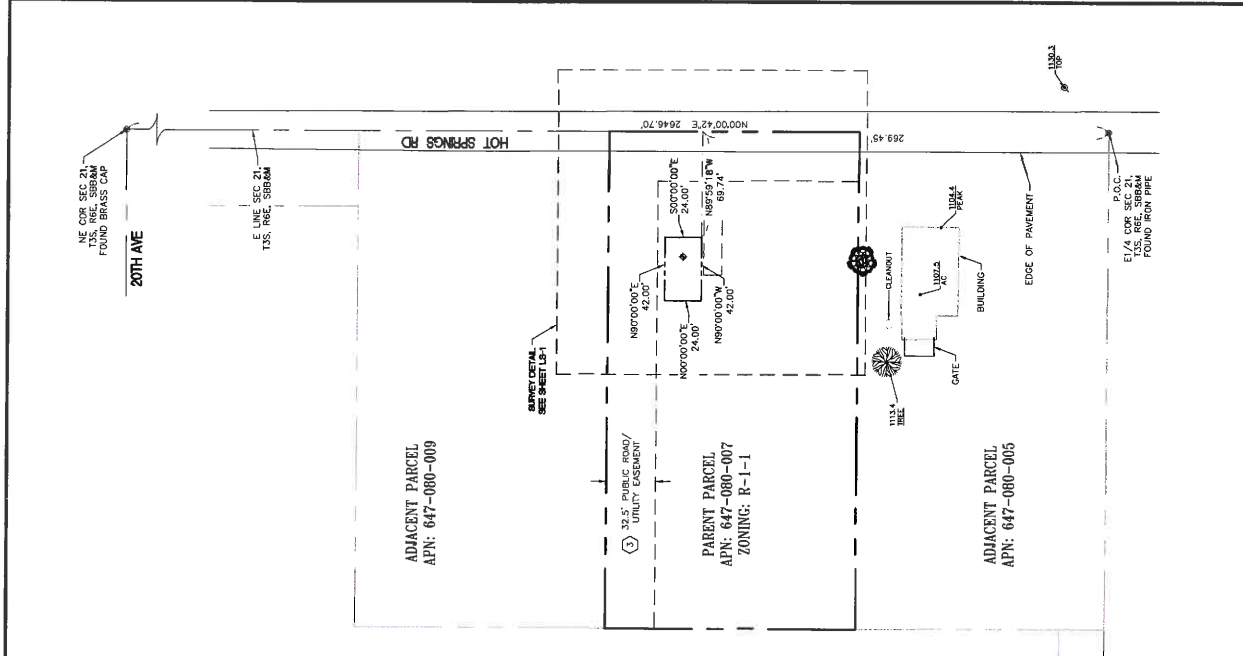 NE COR SEC 21,
T3S, R6E, SBB&M
FOUND BRASS CAP
20TH AVE
E LINE SEC 21,
T3S, R6E, SBB&M
HOT SPRINGS RD
N00°00'42"E 2646.70'
269.45'
1130.3
TOP
SURVEY DETAIL
SEE SHEET LS-1
N90°00'00"E
42.00'
S00°00'00"E
24.00'
N89°59'18"W
69.74'
N00°00'00"E
24.00'
N90°00'00"W
42.00'
CLEANOUT
1104.4
PEAK
1107.5
AC
BUILDING
EDGE OF PAVEMENT
GATE
1113.4
TREE
P.O.C.
E1/4 COR SEC 21,
T3S, R6E, SBB&M
FOUND IRON PIPE
ADJACENT PARCEL
APN: 647-080-009
3
32.5' PUBLIC ROAD/
UTILITY EASEMENT
PARENT PARCEL
APN: 647-080-007
ZONING: R-1-1
ADJACENT PARCEL
APN: 647-080-005